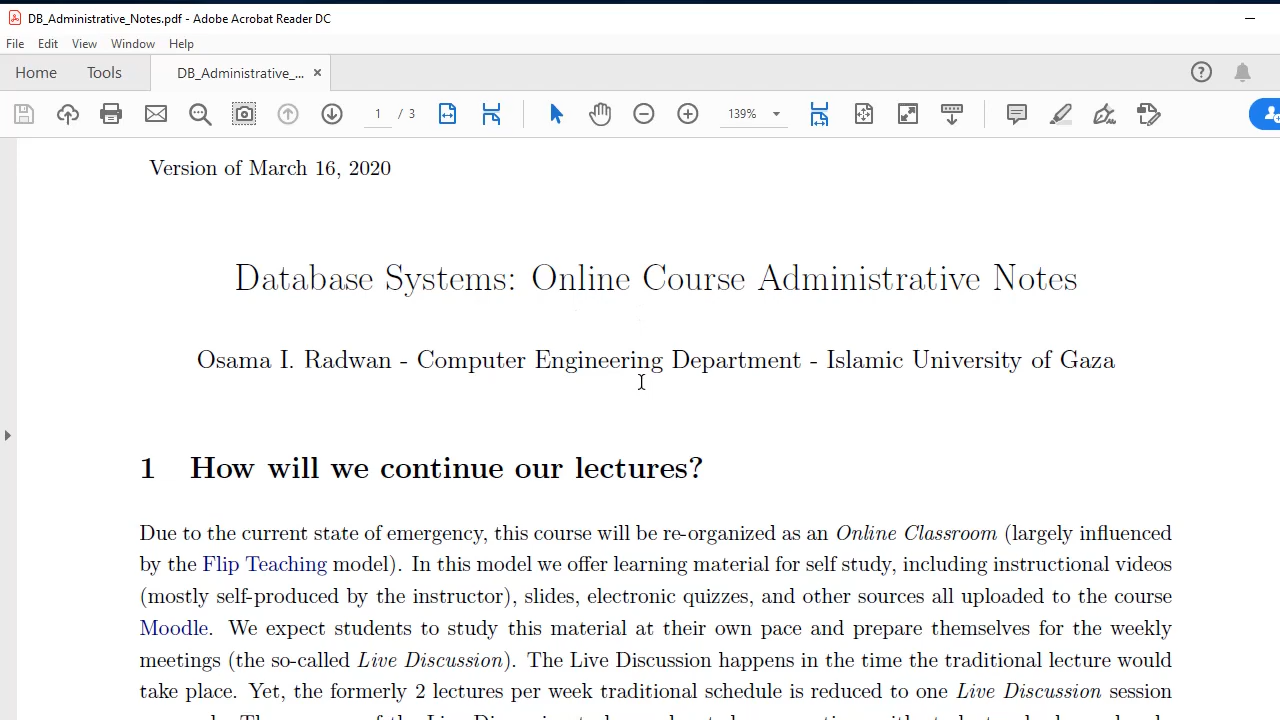 DB_Administrative_Notes.pdf - Adobe Acrobat Reader DC
File Edit View Window Help
Home Tools DB_Administrative_... ×
1 / 3 139%
Version of March 16, 2020
Database Systems: Online Course Administrative Notes
Osama I. Radwan - Computer Engineering Department - Islamic University of Gaza
1 How will we continue our lectures?
Due to the current state of emergency, this course will be re-organized as an Online Classroom (largely influenced
by the Flip Teaching model). In this model we offer learning material for self study, including instructional videos
(mostly self-produced by the instructor), slides, electronic quizzes, and other sources all uploaded to the course
Moodle. We expect students to study this material at their own pace and prepare themselves for the weekly
meetings (the so-called Live Discussion). The Live Discussion happens in the time the traditional lecture would
take place. Yet, the formerly 2 lectures per week traditional schedule is reduced to one Live Discussion session